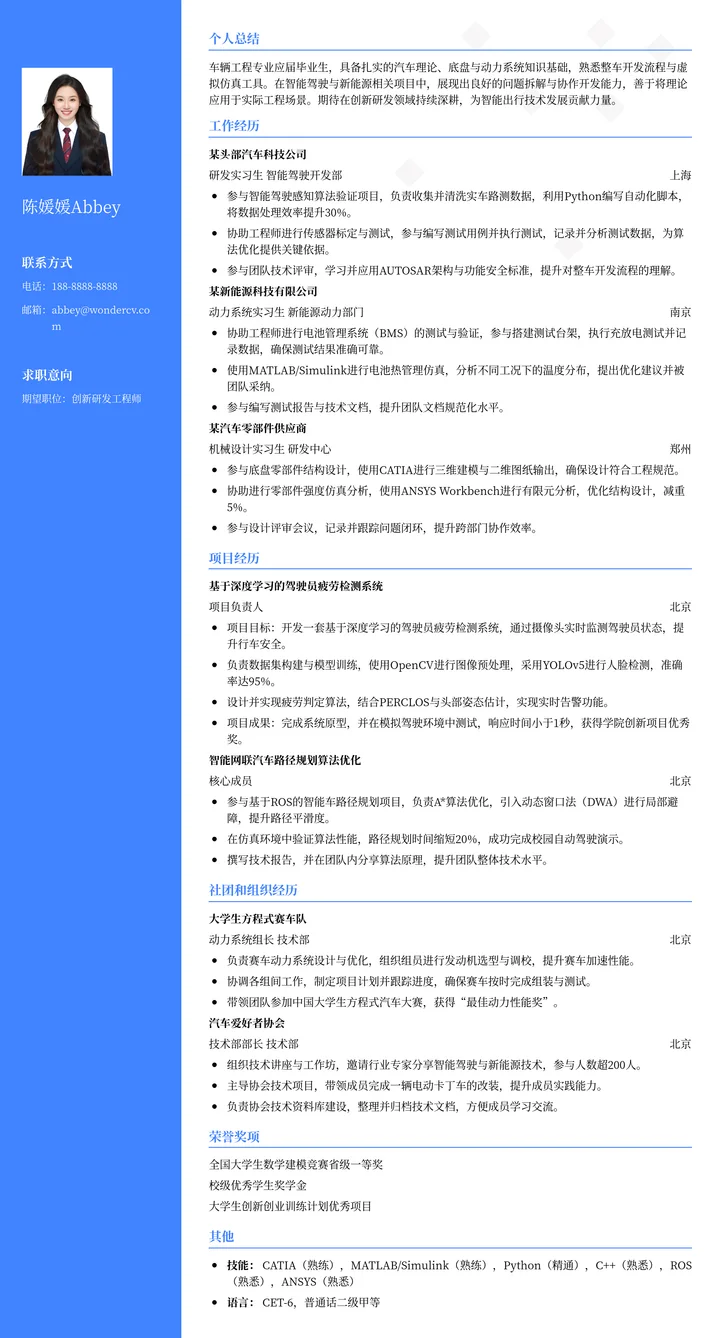 陈媛媛Abbey
联系方式
电话：188-8888-8888
邮箱：abbey@wondercv.co
m
求职意向
期望职位：创新研发工程师
个人总结
车辆工程专业应届毕业生，具备扎实的汽车理论、底盘与动力系统知识基础，熟悉整车开发流程与虚
拟仿真工具。在智能驾驶与新能源相关项目中，展现出良好的问题拆解与协作开发能力，善于将理论
应用于实际工程场景。期待在创新研发领域持续深耕，为智能出行技术发展贡献力量。
工作经历
某头部汽车科技公司
研发实习生 智能驾驶开发部 上海
• 参与智能驾驶感知算法验证项目，负责收集并清洗实车路测数据，利用Python编写自动化脚本，
将数据处理效率提升30%。
• 协助工程师进行传感器标定与测试，参与编写测试用例并执行测试，记录并分析测试数据，为算
法优化提供关键依据。
• 参与团队技术评审，学习并应用AUTOSAR架构与功能安全标准，提升对整车开发流程的理解。
某新能源科技有限公司
动力系统实习生 新能源动力部门 南京
• 协助工程师进行电池管理系统（BMS）的测试与验证，参与搭建测试台架，执行充放电测试并记
录数据，确保测试结果准确可靠。
• 使用MATLAB/Simulink进行电池热管理仿真，分析不同工况下的温度分布，提出优化建议并被
团队采纳。
• 参与编写测试报告与技术文档，提升团队文档规范化水平。
某汽车零部件供应商
机械设计实习生 研发中心 郑州
• 参与底盘零部件结构设计，使用CATIA进行三维建模与二维图纸输出，确保设计符合工程规范。
• 协助进行零部件强度仿真分析，使用ANSYS Workbench进行有限元分析，优化结构设计，减重
5%。
• 参与设计评审会议，记录并跟踪问题闭环，提升跨部门协作效率。
项目经历
基于深度学习的驾驶员疲劳检测系统
项目负责人 北京
• 项目目标：开发一套基于深度学习的驾驶员疲劳检测系统，通过摄像头实时监测驾驶员状态，提
升行车安全。
• 负责数据集构建与模型训练，使用OpenCV进行图像预处理，采用YOLOv5进行人脸检测，准确
率达95%。
• 设计并实现疲劳判定算法，结合PERCLOS与头部姿态估计，实现实时告警功能。
• 项目成果：完成系统原型，并在模拟驾驶环境中测试，响应时间小于1秒，获得学院创新项目优秀
奖。
智能网联汽车路径规划算法优化
核心成员 北京
• 参与基于ROS的智能车路径规划项目，负责A*算法优化，引入动态窗口法（DWA）进行局部避
障，提升路径平滑度。
• 在仿真环境中验证算法性能，路径规划时间缩短20%，成功完成校园自动驾驶演示。
• 撰写技术报告，并在团队内分享算法原理，提升团队整体技术水平。
社团和组织经历
大学生方程式赛车队
动力系统组长 技术部 北京
• 负责赛车动力系统设计与优化，组织组员进行发动机选型与调校，提升赛车加速性能。
• 协调各组间工作，制定项目计划并跟踪进度，确保赛车按时完成组装与测试。
• 带领团队参加中国大学生方程式汽车大赛，获得“最佳动力性能奖”。
汽车爱好者协会
技术部部长 技术部 北京
• 组织技术讲座与工作坊，邀请行业专家分享智能驾驶与新能源技术，参与人数超200人。
• 主导协会技术项目，带领成员完成一辆电动卡丁车的改装，提升成员实践能力。
• 负责协会技术资料库建设，整理并归档技术文档，方便成员学习交流。
荣誉奖项
全国大学生数学建模竞赛省级一等奖
校级优秀学生奖学金
大学生创新创业训练计划优秀项目
其他
• 技能： CATIA（熟练），MATLAB/Simulink（熟练），Python（精通），C++（熟悉），ROS
（熟悉），ANSYS（熟悉）
• 语言： CET-6，普通话二级甲等